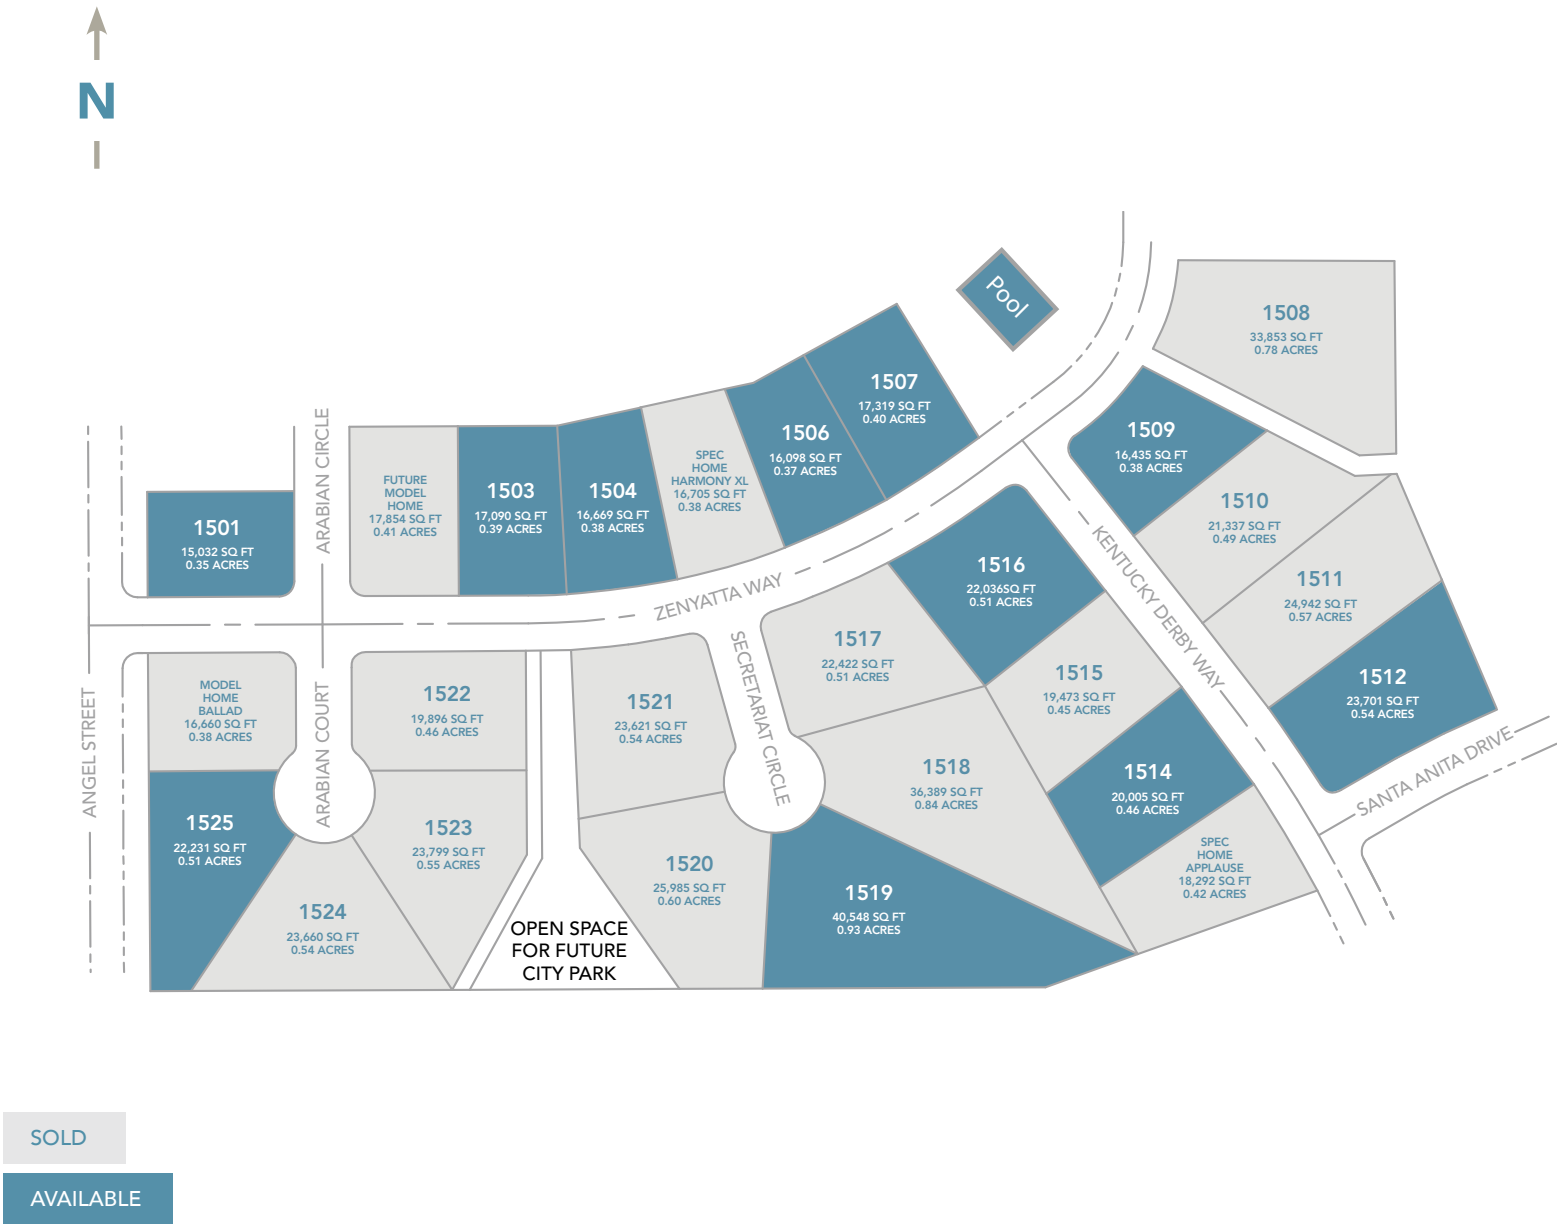 N
Pool
1508
33,853 SQ FT
0.78 ACRES
1507
17,319 SQ FT
0.40 ACRES
1506
16,098 SQ FT
0.37 ACRES
1509
16,435 SQ FT
0.38 ACRES
ARABIAN CIRCLE
FUTURE
MODEL
HOME
17,854 SQ FT
0.41 ACRES
1503
17,090 SQ FT
0.39 ACRES
1504
16,669 SQ FT
0.38 ACRES
SPEC
HOME
HARMONY XL
16,705 SQ FT
0.38 ACRES
1501
15,032 SQ FT
0.35 ACRES
1510
21,337 SQ FT
0.49 ACRES
1511
24,942 SQ FT
0.57 ACRES
1516
22,036SQ FT
0.51 ACRES
KENTUCKY DERBY WAY
ZENYATTA WAY
SECRETARIAT CIRCLE
1517
22,422 SQ FT
0.51 ACRES
1515
19,473 SQ FT
0.45 ACRES
1512
23,701 SQ FT
0.54 ACRES
SANTA ANITA DRIVE
ANGEL STREET
MODEL
HOME
BALLAD
16,660 SQ FT
0.38 ACRES
ARABIAN COURT
1522
19,896 SQ FT
0.46 ACRES
1521
23,621 SQ FT
0.54 ACRES
1518
36,389 SQ FT
0.84 ACRES
1514
20,005 SQ FT
0.46 ACRES
1525
22,231 SQ FT
0.51 ACRES
1523
23,799 SQ FT
0.55 ACRES
1520
25,985 SQ FT
0.60 ACRES
SPEC
HOME
APPLAUSE
18,292 SQ FT
0.42 ACRES
1524
23,660 SQ FT
0.54 ACRES
1519
40,548 SQ FT
0.93 ACRES
OPEN SPACE
FOR FUTURE
CITY PARK
SOLD
AVAILABLE